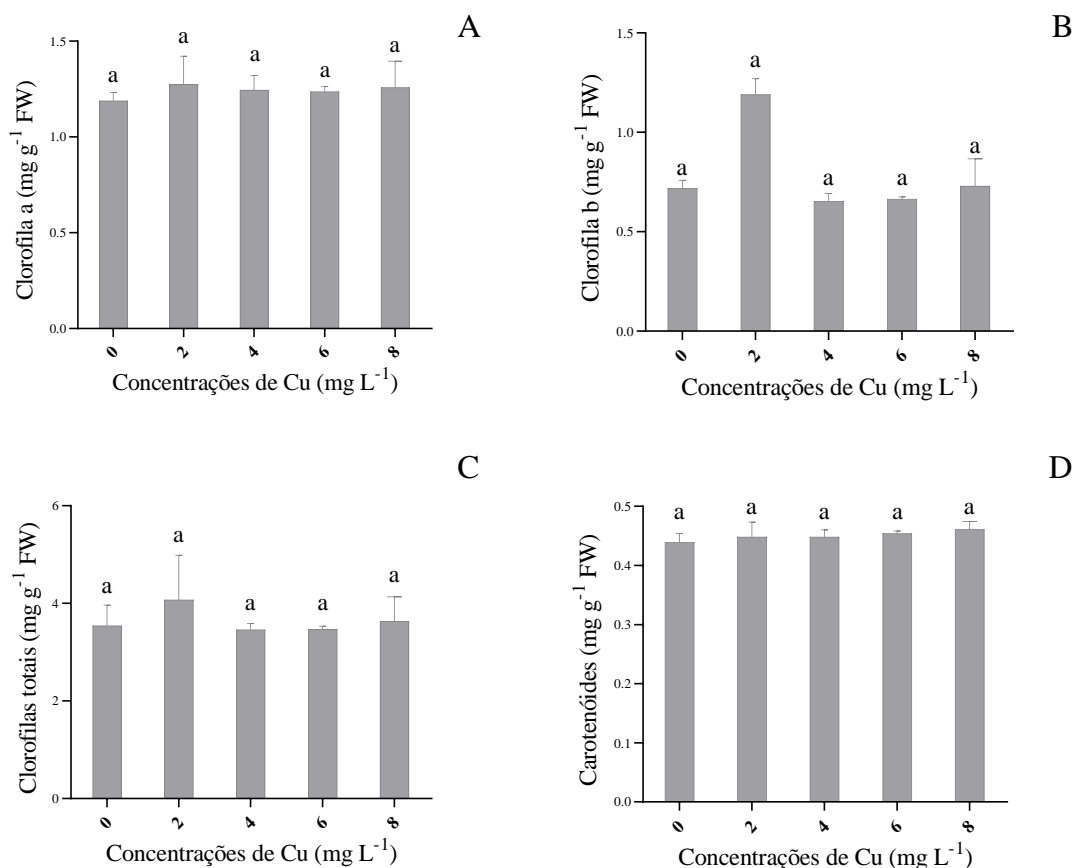 A
Clorofila a (mg g⁻¹ FW)
1.5
1.0
0.5
0.0
a
a
a
a
a
0
2
4
6
8
Concentrações de Cu (mg L⁻¹)
B
Clorofila b (mg g⁻¹ FW)
1.5
1.0
0.5
0.0
a
a
a
a
a
0
2
4
6
8
Concentrações de Cu (mg L⁻¹)
C
Clorofilas totais (mg g⁻¹ FW)
6
4
2
0
a
a
a
a
a
0
2
4
6
8
Concentrações de Cu (mg L⁻¹)
D
Carotenóides (mg g⁻¹ FW)
0.5
0.4
0.3
0.2
0.1
0.0
a
a
a
a
a
0
2
4
6
8
Concentrações de Cu (mg L⁻¹)